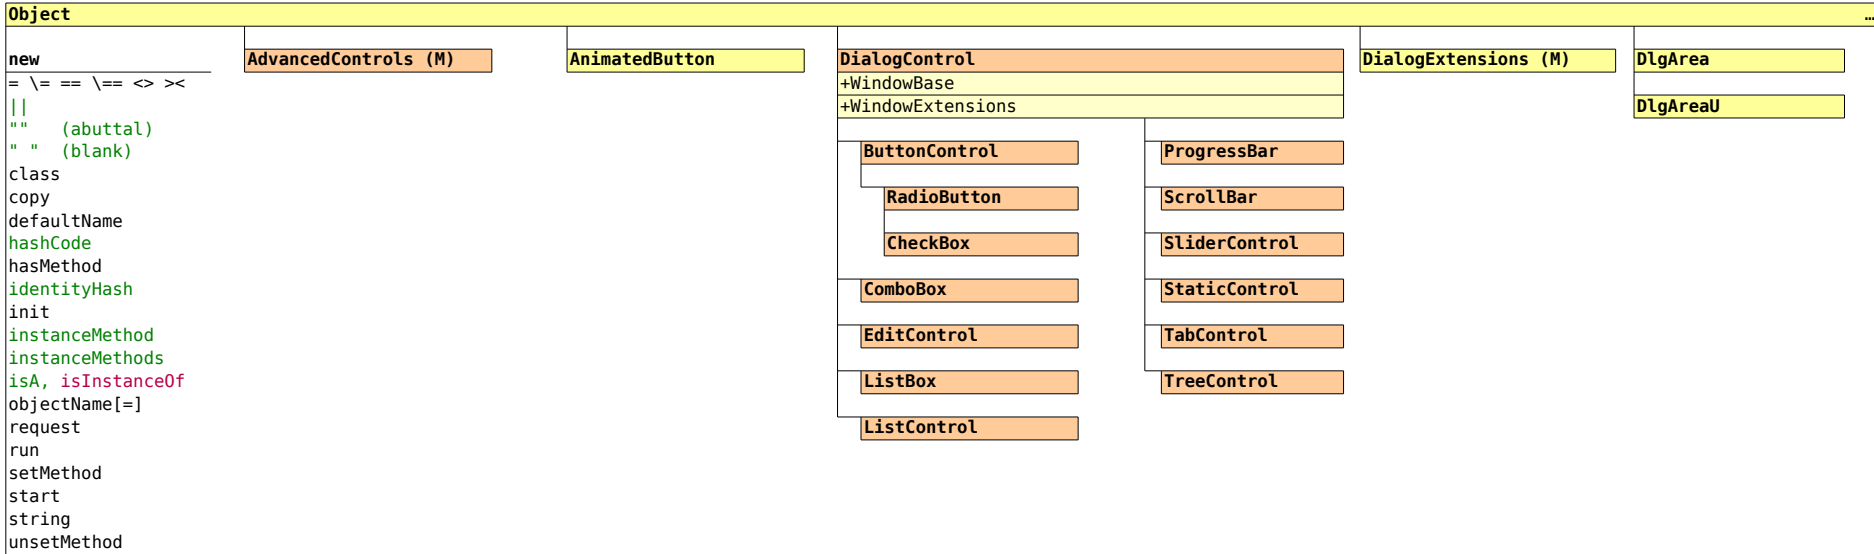 Object …
new
= \= == \== <> ><
||
"" (abuttal)
" " (blank)
class
copy
defaultName
hashCode
hasMethod
identityHash
init
instanceMethod
instanceMethods
isA, isInstanceOf
objectName[=]
request
run
setMethod
start
string
unsetMethod
AdvancedControls (M)
AnimatedButton
DialogControl
+WindowBase
+WindowExtensions
ButtonControl
RadioButton
CheckBox
ComboBox
EditControl
ListBox
ListControl
ProgressBar
ScrollBar
SliderControl
StaticControl
TabControl
TreeControl
DialogExtensions (M)
DlgArea
DlgAreaU